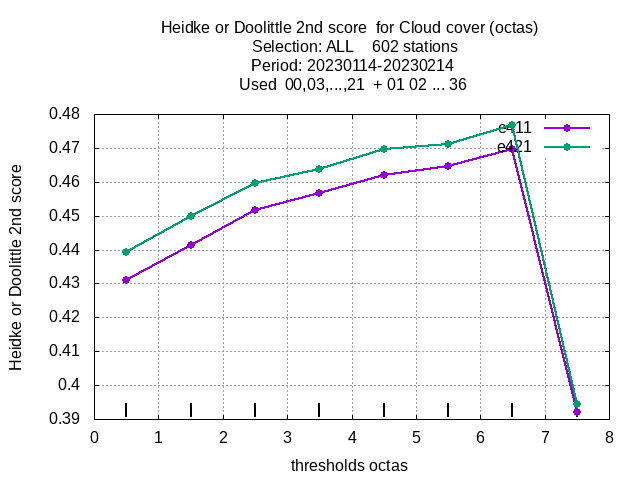 Heidke or Doolittle 2nd score  for Cloud cover (octas)
Selection: ALL    602 stations
Period: 20230114-20230214
Used  00,03,...,21  + 01 02 ... 36
Heidke or Doolittle 2nd score
0.48
0.47
0.46
0.45
0.44
0.43
0.42
0.41
0.4
0.39
e411
e421
0 1 2 3 4 5 6 7 8
thresholds octas